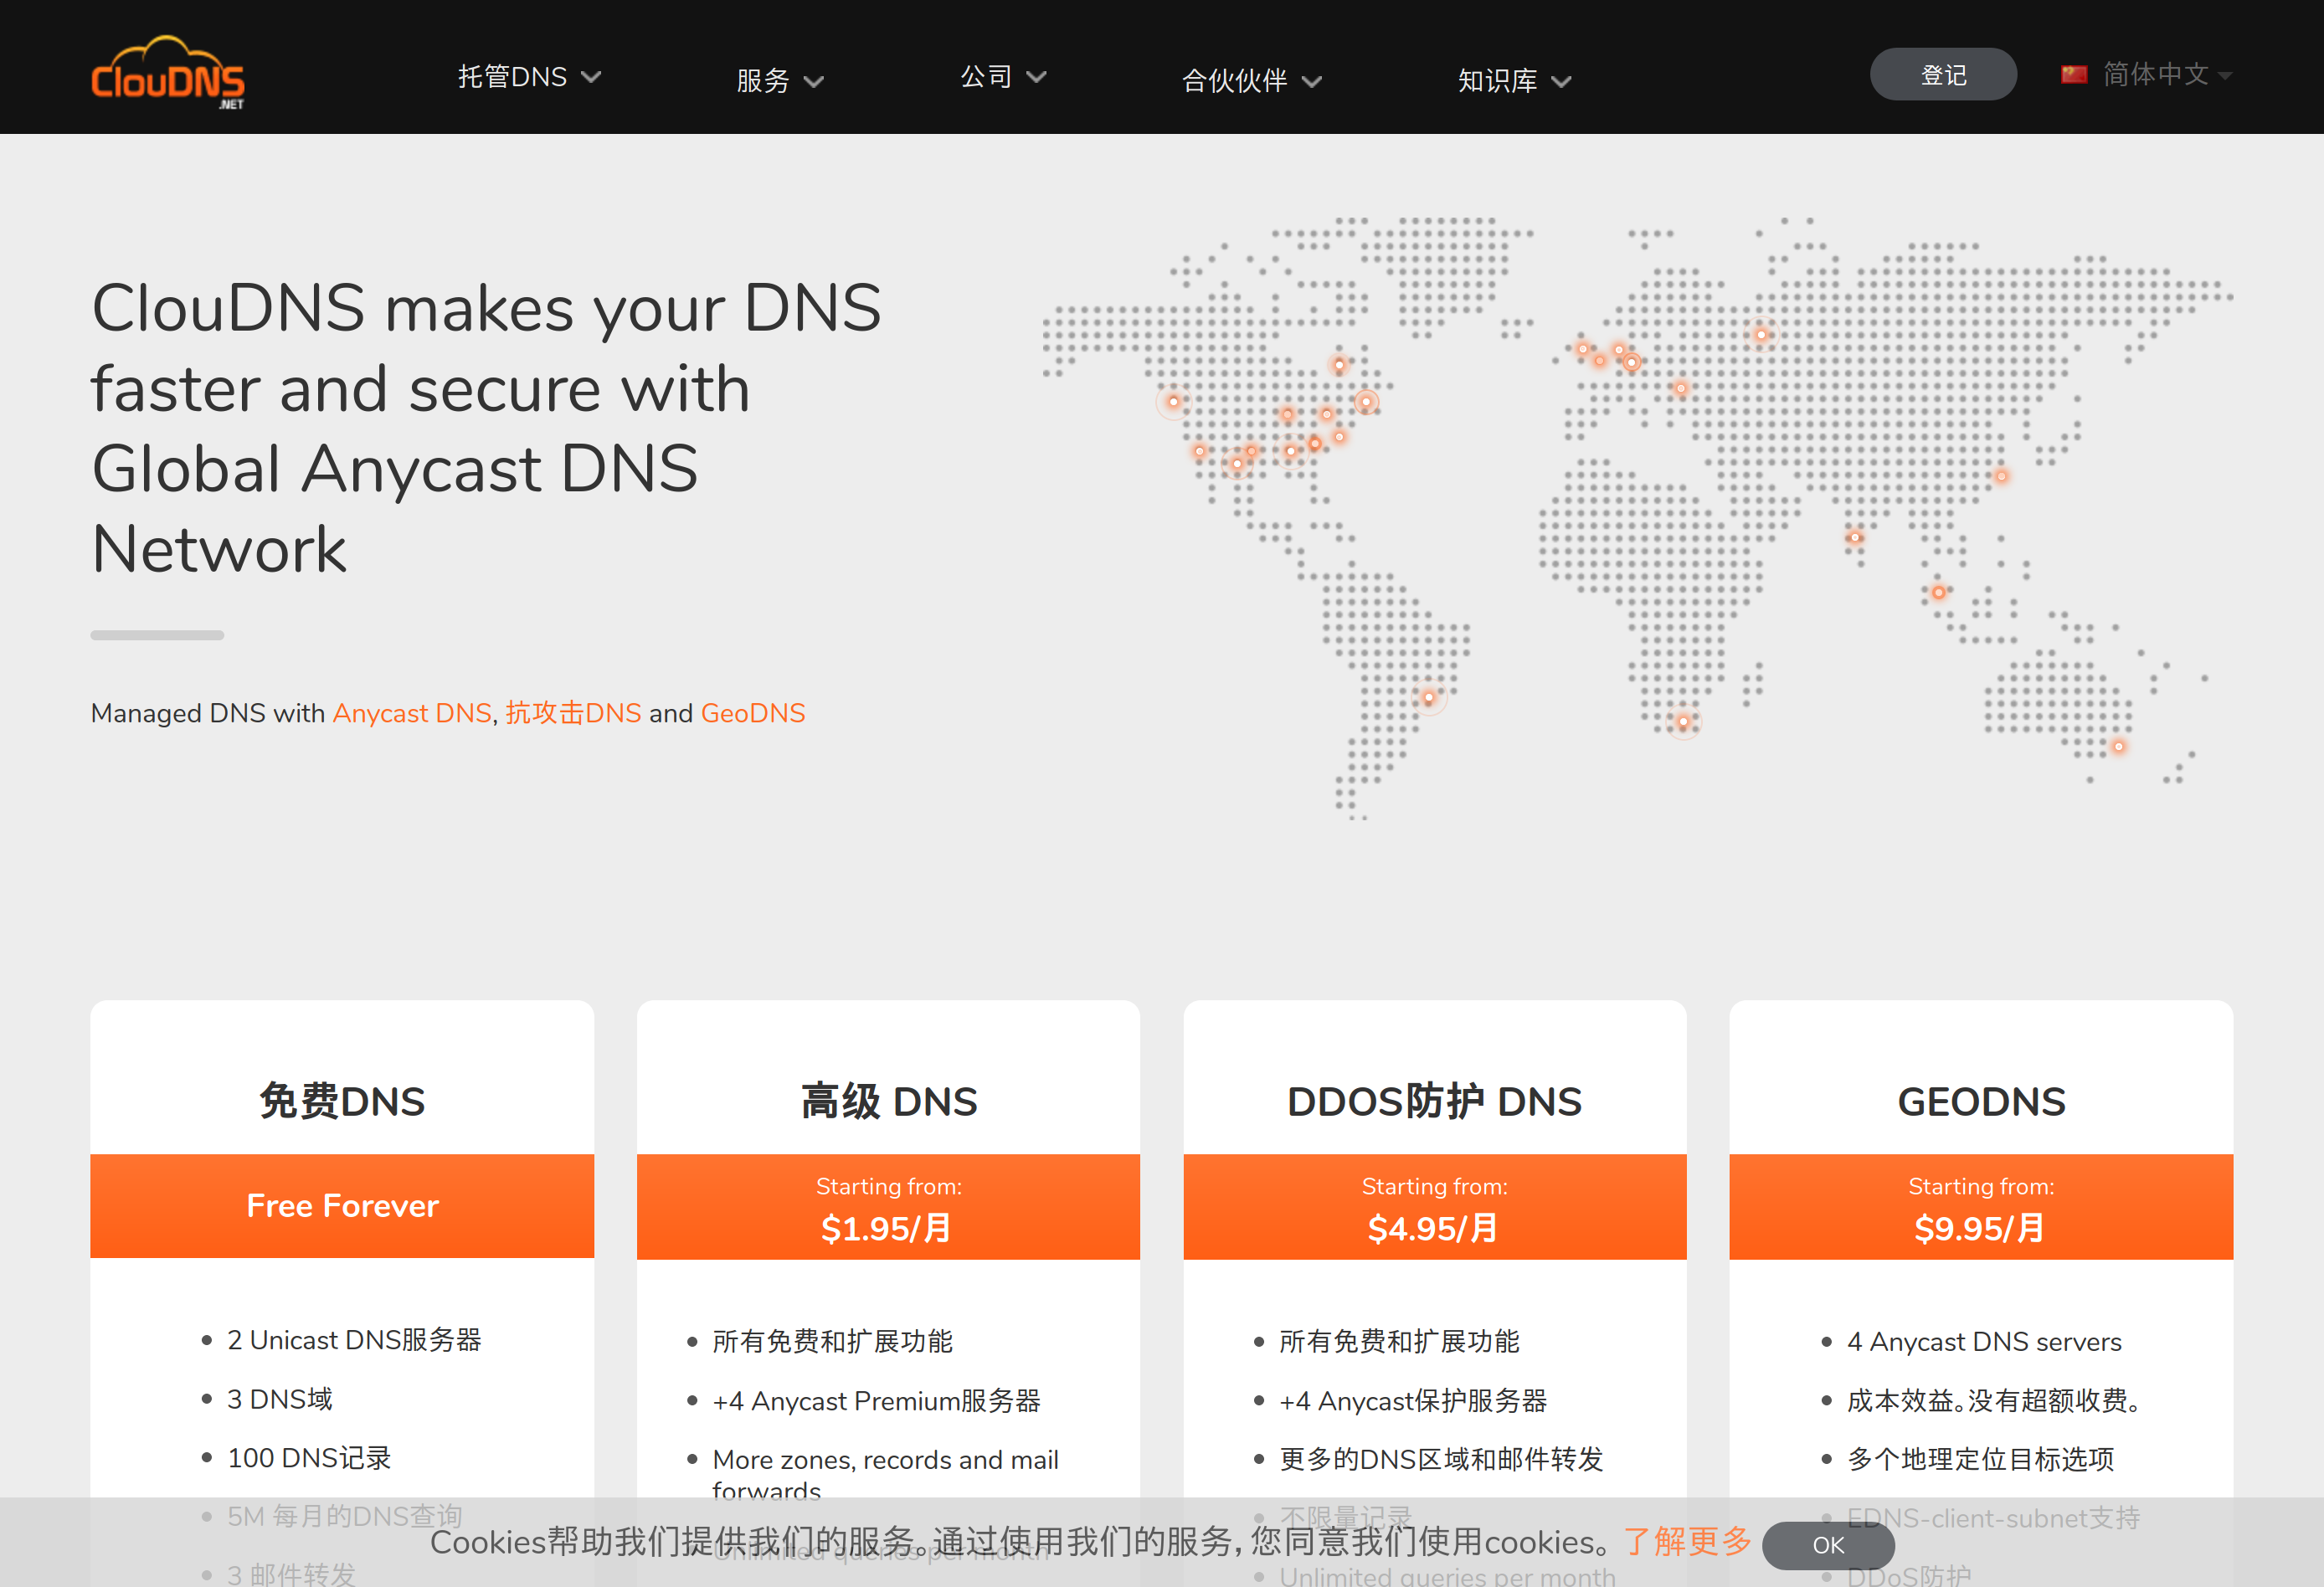 ClouDNS
.NET
托管DNS
服务
公司
合伙伙伴
知识库
登记
简体中文
ClouDNS makes your DNS
faster and secure with
Global Anycast DNS
Network
Managed DNS with Anycast DNS, 抗攻击DNS and GeoDNS
免费DNS
Free Forever
2 Unicast DNS服务器
3 DNS域
100 DNS记录
5M 每月的DNS查询
3 邮件转发
高级 DNS
Starting from:
$1.95/月
所有免费和扩展功能
+4 Anycast Premium服务器
More zones, records and mail
forwards
Unlimited queries per month
DDOS防护 DNS
Starting from:
$4.95/月
所有免费和扩展功能
+4 Anycast保护服务器
更多的DNS区域和邮件转发
不限量记录
Unlimited queries per month
GEODNS
Starting from:
$9.95/月
4 Anycast DNS servers
成本效益。没有超额收费。
多个地理定位目标选项
EDNS-client-subnet支持
DDoS防护
Cookies帮助我们提供我们的服务。通过使用我们的服务，您同意我们使用cookies。了解更多
OK